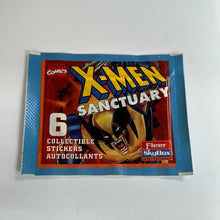 COMICS
X-MEN
SANCTUARY
6
COLLECTIBLE
STICKERS
AUTOCOLLANTS
Fleer
SkyBox